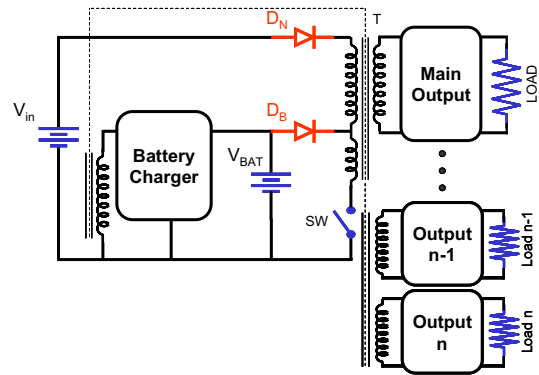 D_N
T
Main
Output
LOAD
V_in
D_B
Battery
Charger
V_BAT
SW
Output
n-1
Load n-1
Output
n
Load n